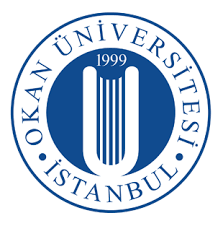 OKAN ÜNİVERSİTESİ
1999
• İSTANBUL •